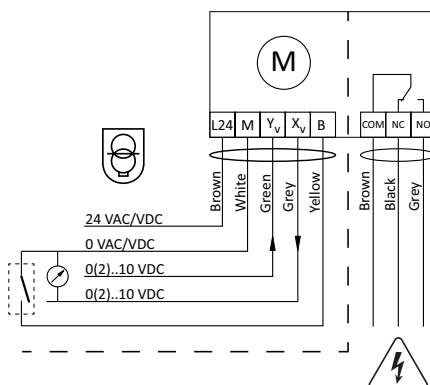 M
L24 M Yv Xv B COM NC NO
Brown White Green Grey Yellow Brown Black Grey
24 VAC/VDC
0 VAC/VDC
0(2)..10 VDC
0(2)..10 VDC